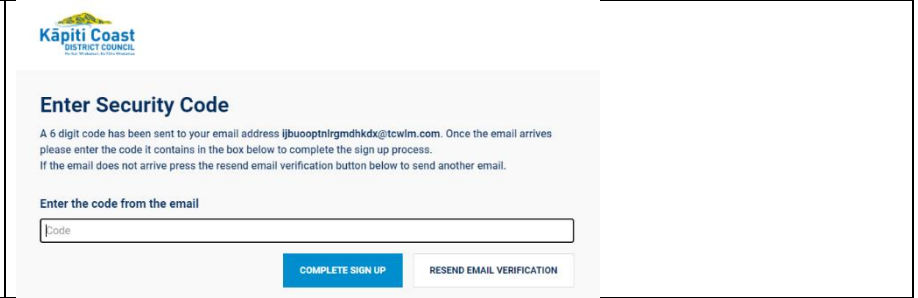 Kāpiti Coast
DISTRICT COUNCIL
Enter Security Code
A 6 digit code has been sent to your email address ijbuooptnlrgmdhkdx@tcwlm.com. Once the email arrives
please enter the code it contains in the box below to complete the sign up process.
If the email does not arrive press the resend email verification button below to send another email.
Enter the code from the email
Code
COMPLETE SIGN UP
RESEND EMAIL VERIFICATION